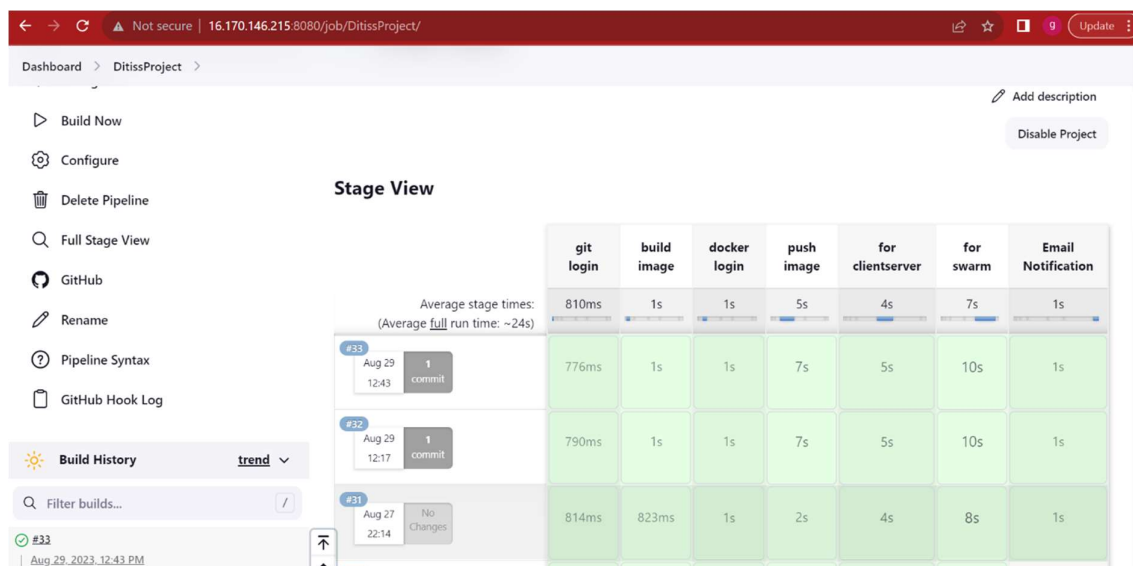 Not secure | 16.170.146.215:8080/job/DitissProject/
g
Update
Dashboard > DitissProject >
Add description
Build Now
Disable Project
Configure
Delete Pipeline
Stage View
Full Stage View
GitHub
Rename
Pipeline Syntax
GitHub Hook Log
git login
build image
docker login
push image
for clientserver
for swarm
Email Notification
Average stage times: 810ms 1s 1s 5s 4s 7s 1s
(Average full run time: ~24s)
#33
Aug 29 12:43
1 commit
776ms 1s 1s 7s 5s 10s 1s
#32
Aug 29 12:17
1 commit
790ms 1s 1s 7s 5s 10s 1s
#31
Aug 27 22:14
No Changes
814ms 823ms 1s 2s 4s 8s 1s
Build History trend
Filter builds... /
#33
Aug 29, 2023, 12:43 PM